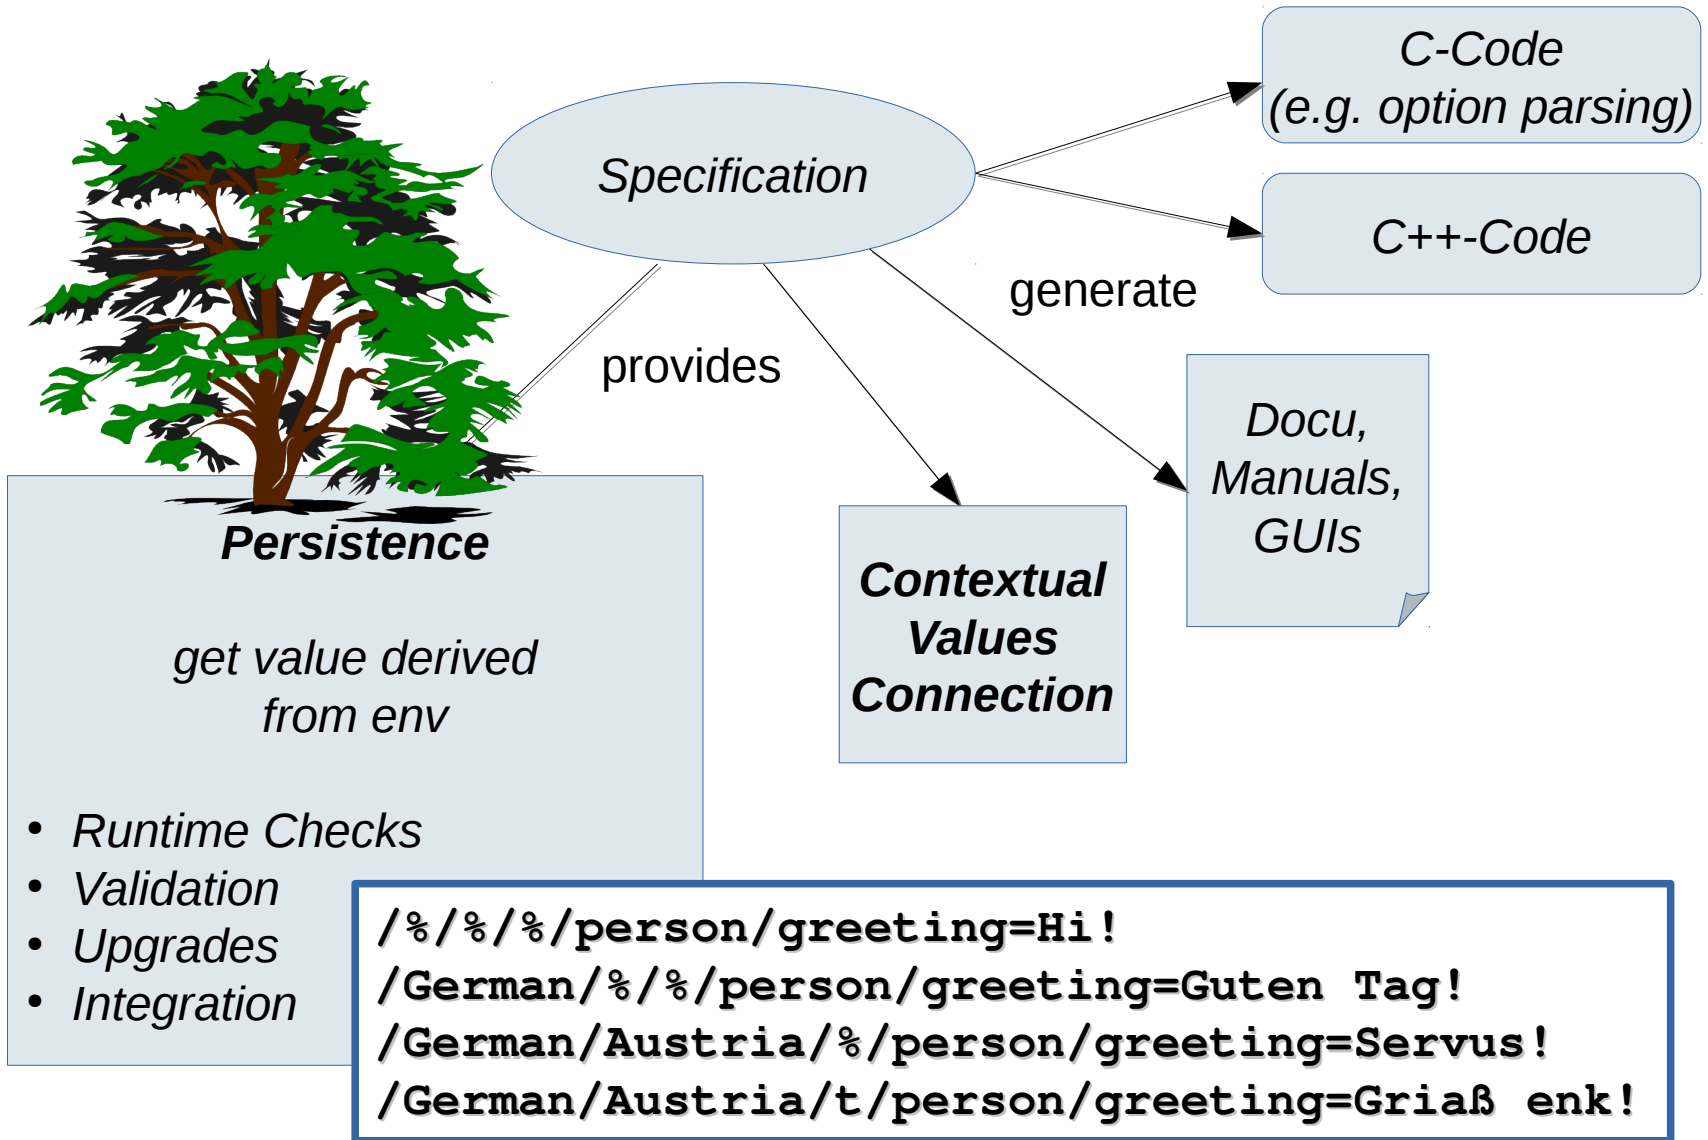 C-Code
(e.g. option parsing)
Specification
C++-Code
generate
provides
Docu,
Manuals,
GUIs
Persistence
get value derived
from env
• Runtime Checks
• Validation
• Upgrades
• Integration
Contextual
Values
Connection
/%/%/%/person/greeting=Hi!
/German/%/%/person/greeting=Guten Tag!
/German/Austria/%/person/greeting=Servus!
/German/Austria/t/person/greeting=Griaß enk!